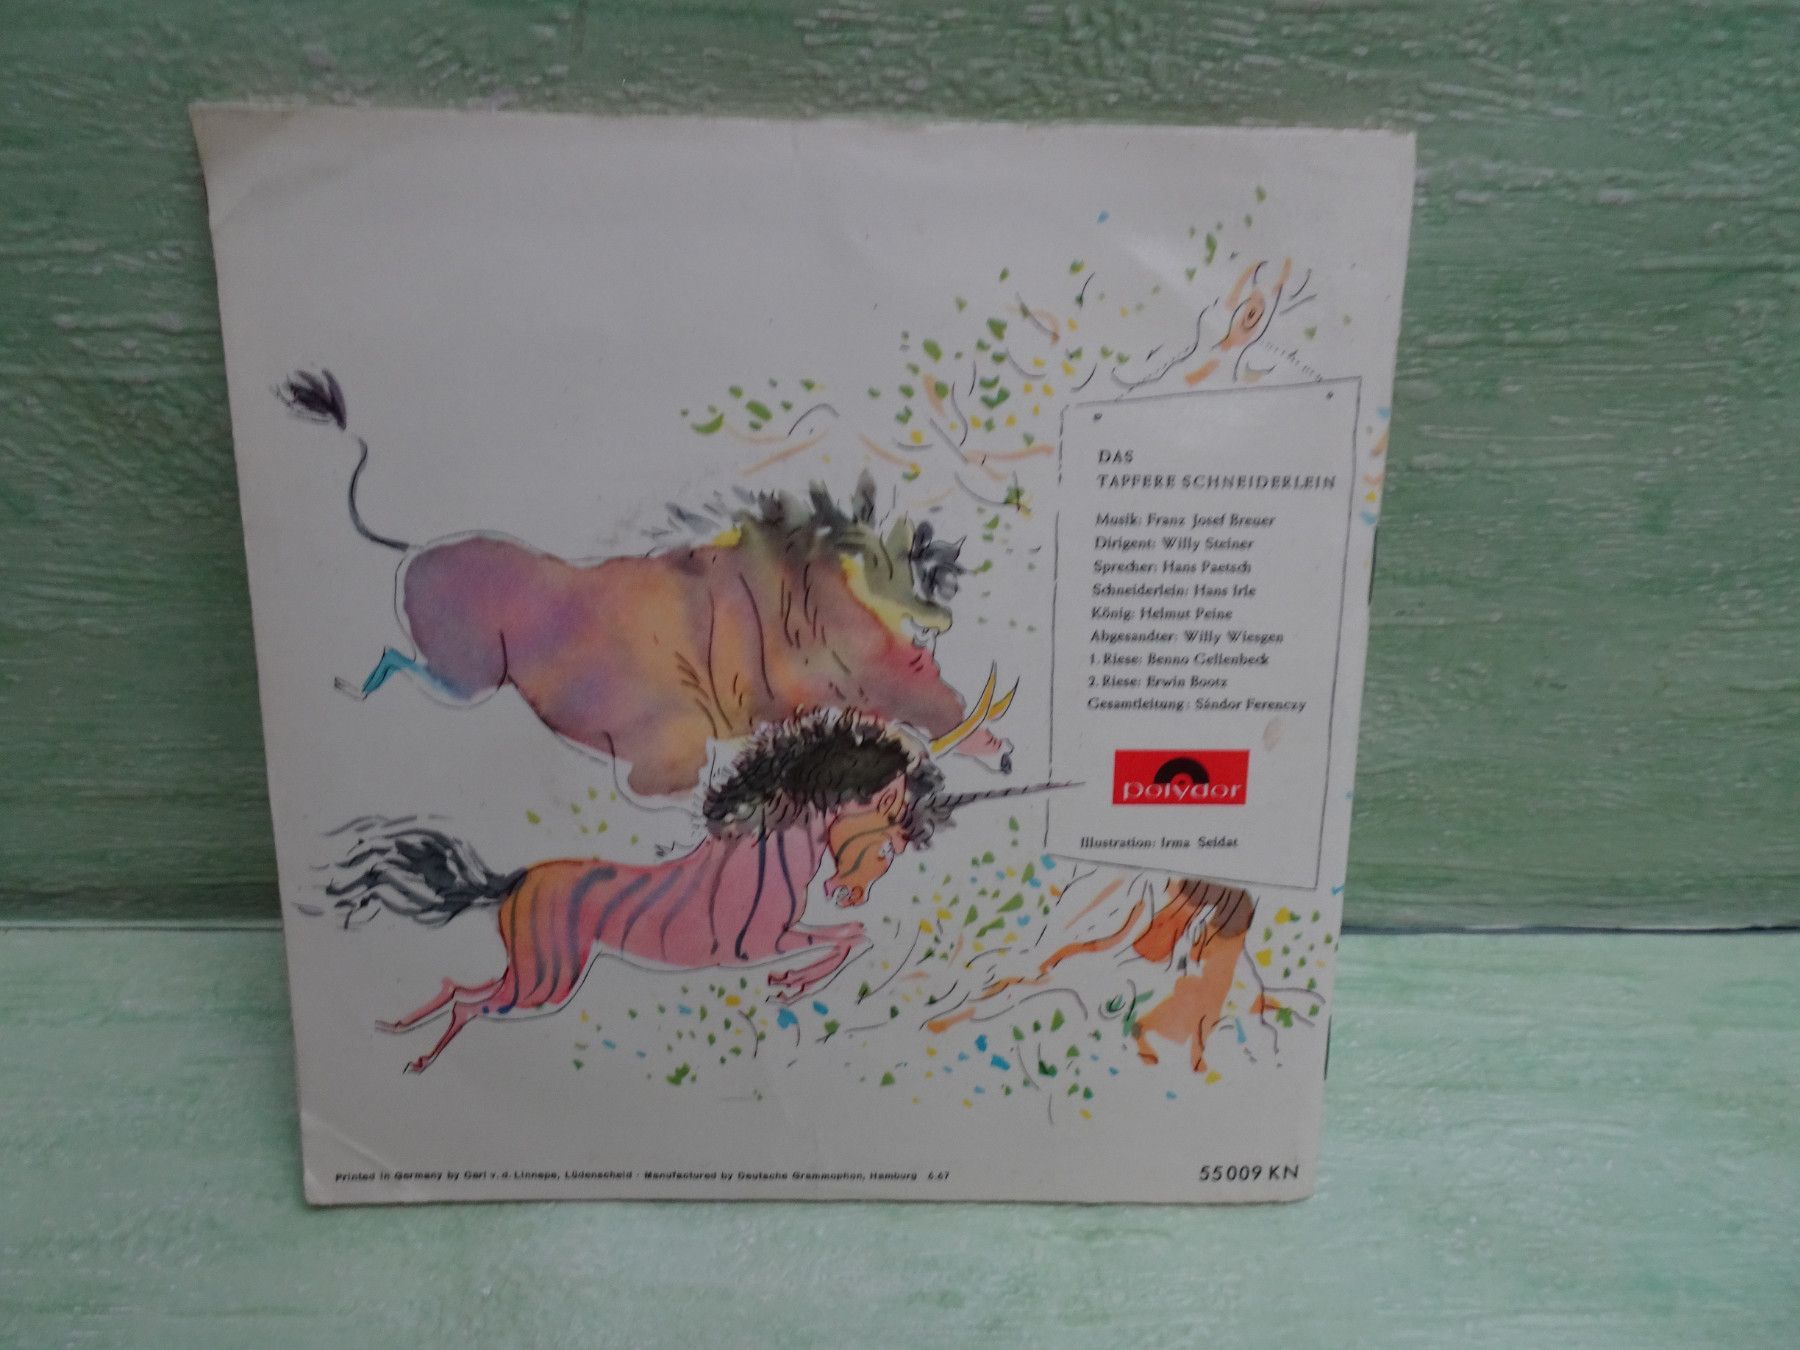 DAS
TAPFERE SCHNEIDERLEIN
Musik: Franz Josef Breuer
Dirigent: Willy Steiner
Sprecher: Hans Paetsch
Schneiderlein: Hans Irle
König: Helmut Peine
Abgesandter: Willy Wiesgen
1. Riese: Benno Gellenbeck
2. Riese: Erwin Bootz
Gesamtleitung: Sándor Ferenczy
polydor
Illustration: Irma Seidat
Printed in Germany by Carl v. d. Linnepe, Lüdenscheid · Manufactured by Deutsche Grammophon, Hamburg 6.67
55 009 KN